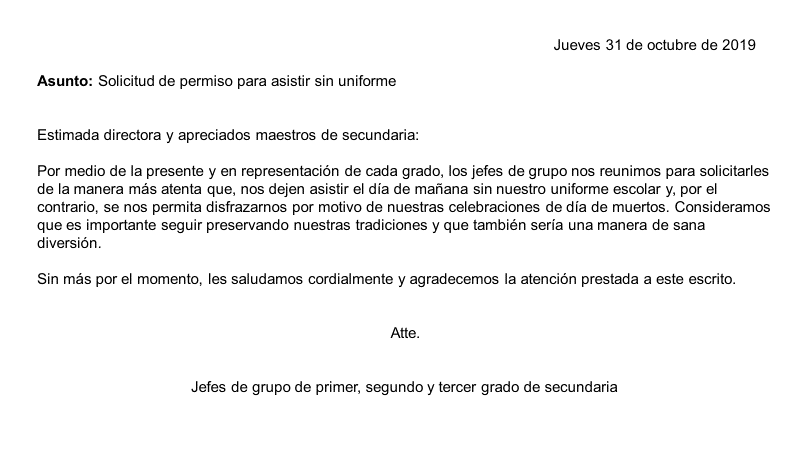 Jueves 31 de octubre de 2019
Asunto: Solicitud de permiso para asistir sin uniforme
Estimada directora y apreciados maestros de secundaria:
Por medio de la presente y en representación de cada grado, los jefes de grupo nos reunimos para solicitarles
de la manera más atenta que, nos dejen asistir el día de mañana sin nuestro uniforme escolar y, por el
contrario, se nos permita disfrazarnos por motivo de nuestras celebraciones de día de muertos. Consideramos
que es importante seguir preservando nuestras tradiciones y que también sería una manera de sana
diversión.
Sin más por el momento, les saludamos cordialmente y agradecemos la atención prestada a este escrito.
Atte.
Jefes de grupo de primer, segundo y tercer grado de secundaria